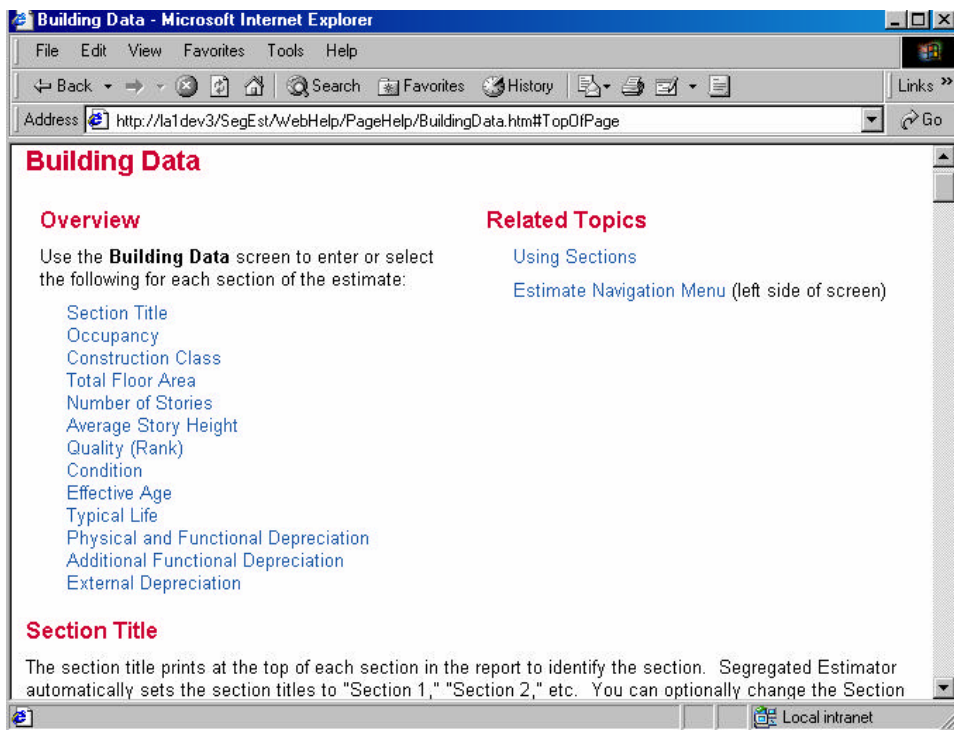 Building Data - Microsoft Internet Explorer
File Edit View Favorites Tools Help
Back Search Favorites History Links »
Address http://la1dev3/SegEst/WebHelp/PageHelp/BuildingData.htm#TopOfPage Go
Building Data
Overview
Use the Building Data screen to enter or select
the following for each section of the estimate:
Section Title
Occupancy
Construction Class
Total Floor Area
Number of Stories
Average Story Height
Quality (Rank)
Condition
Effective Age
Typical Life
Physical and Functional Depreciation
Additional Functional Depreciation
External Depreciation
Related Topics
Using Sections
Estimate Navigation Menu (left side of screen)
Section Title
The section title prints at the top of each section in the report to identify the section. Segregated Estimator
automatically sets the section titles to "Section 1," "Section 2," etc. You can optionally change the Section
Local intranet